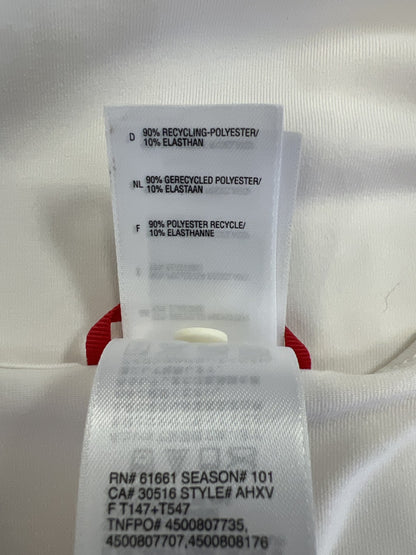 D 90% RECYCLING-POLYESTER/
10% ELASTHAN
NL 90% GERECYCLED POLYESTER/
10% ELASTAAN
F 90% POLYESTER RECYCLE/
10% ELASTHANNE
RN# 61661 SEASON# 101
CA# 30516 STYLE# AHXV
F T147+T547
TNFPO# 4500807735,
4500807707,4500808176